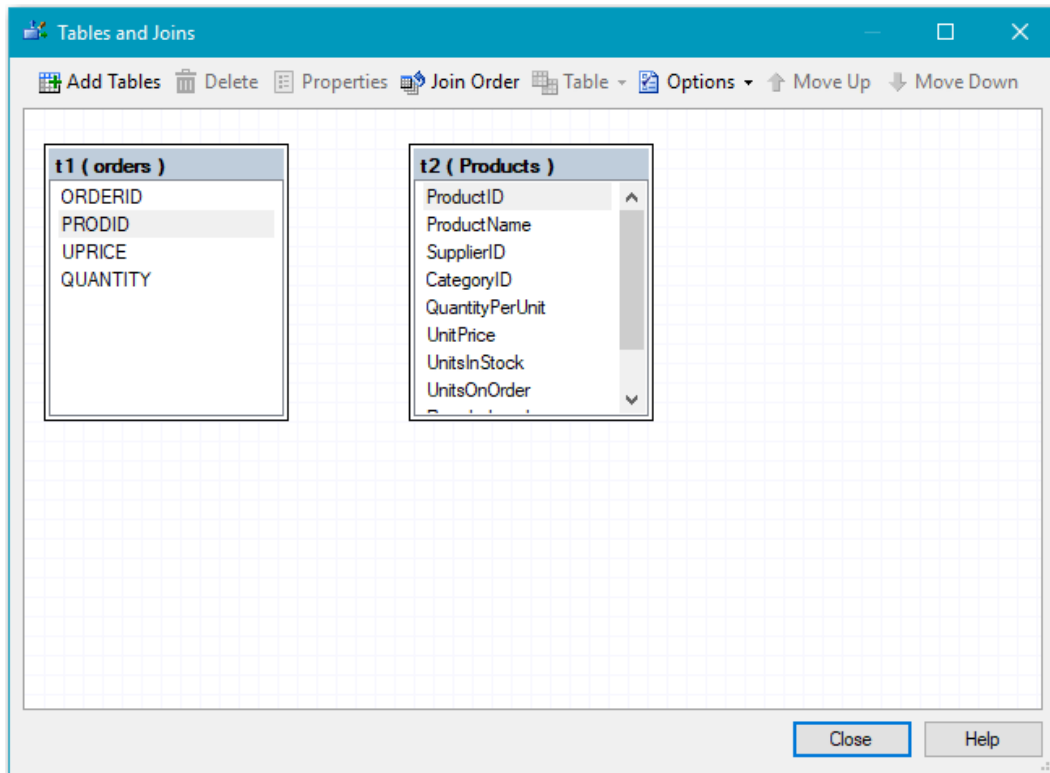 Tables and Joins
Add Tables Delete Properties Join Order Table Options Move Up Move Down
t1 ( orders )
ORDERID
PRODID
UPRICE
QUANTITY
t2 ( Products )
ProductID
ProductName
SupplierID
CategoryID
QuantityPerUnit
UnitPrice
UnitsInStock
UnitsOnOrder
Close Help